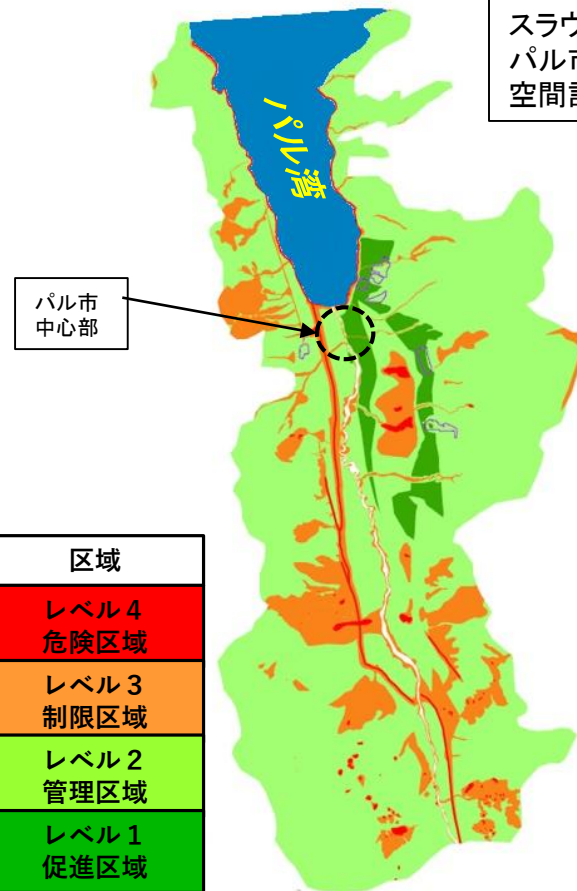 スラウ
パル市
空間計
パル湾
パル市
中心部
区域
レベル4
危険区域
レベル3
制限区域
レベル2
管理区域
レベル1
促進区域